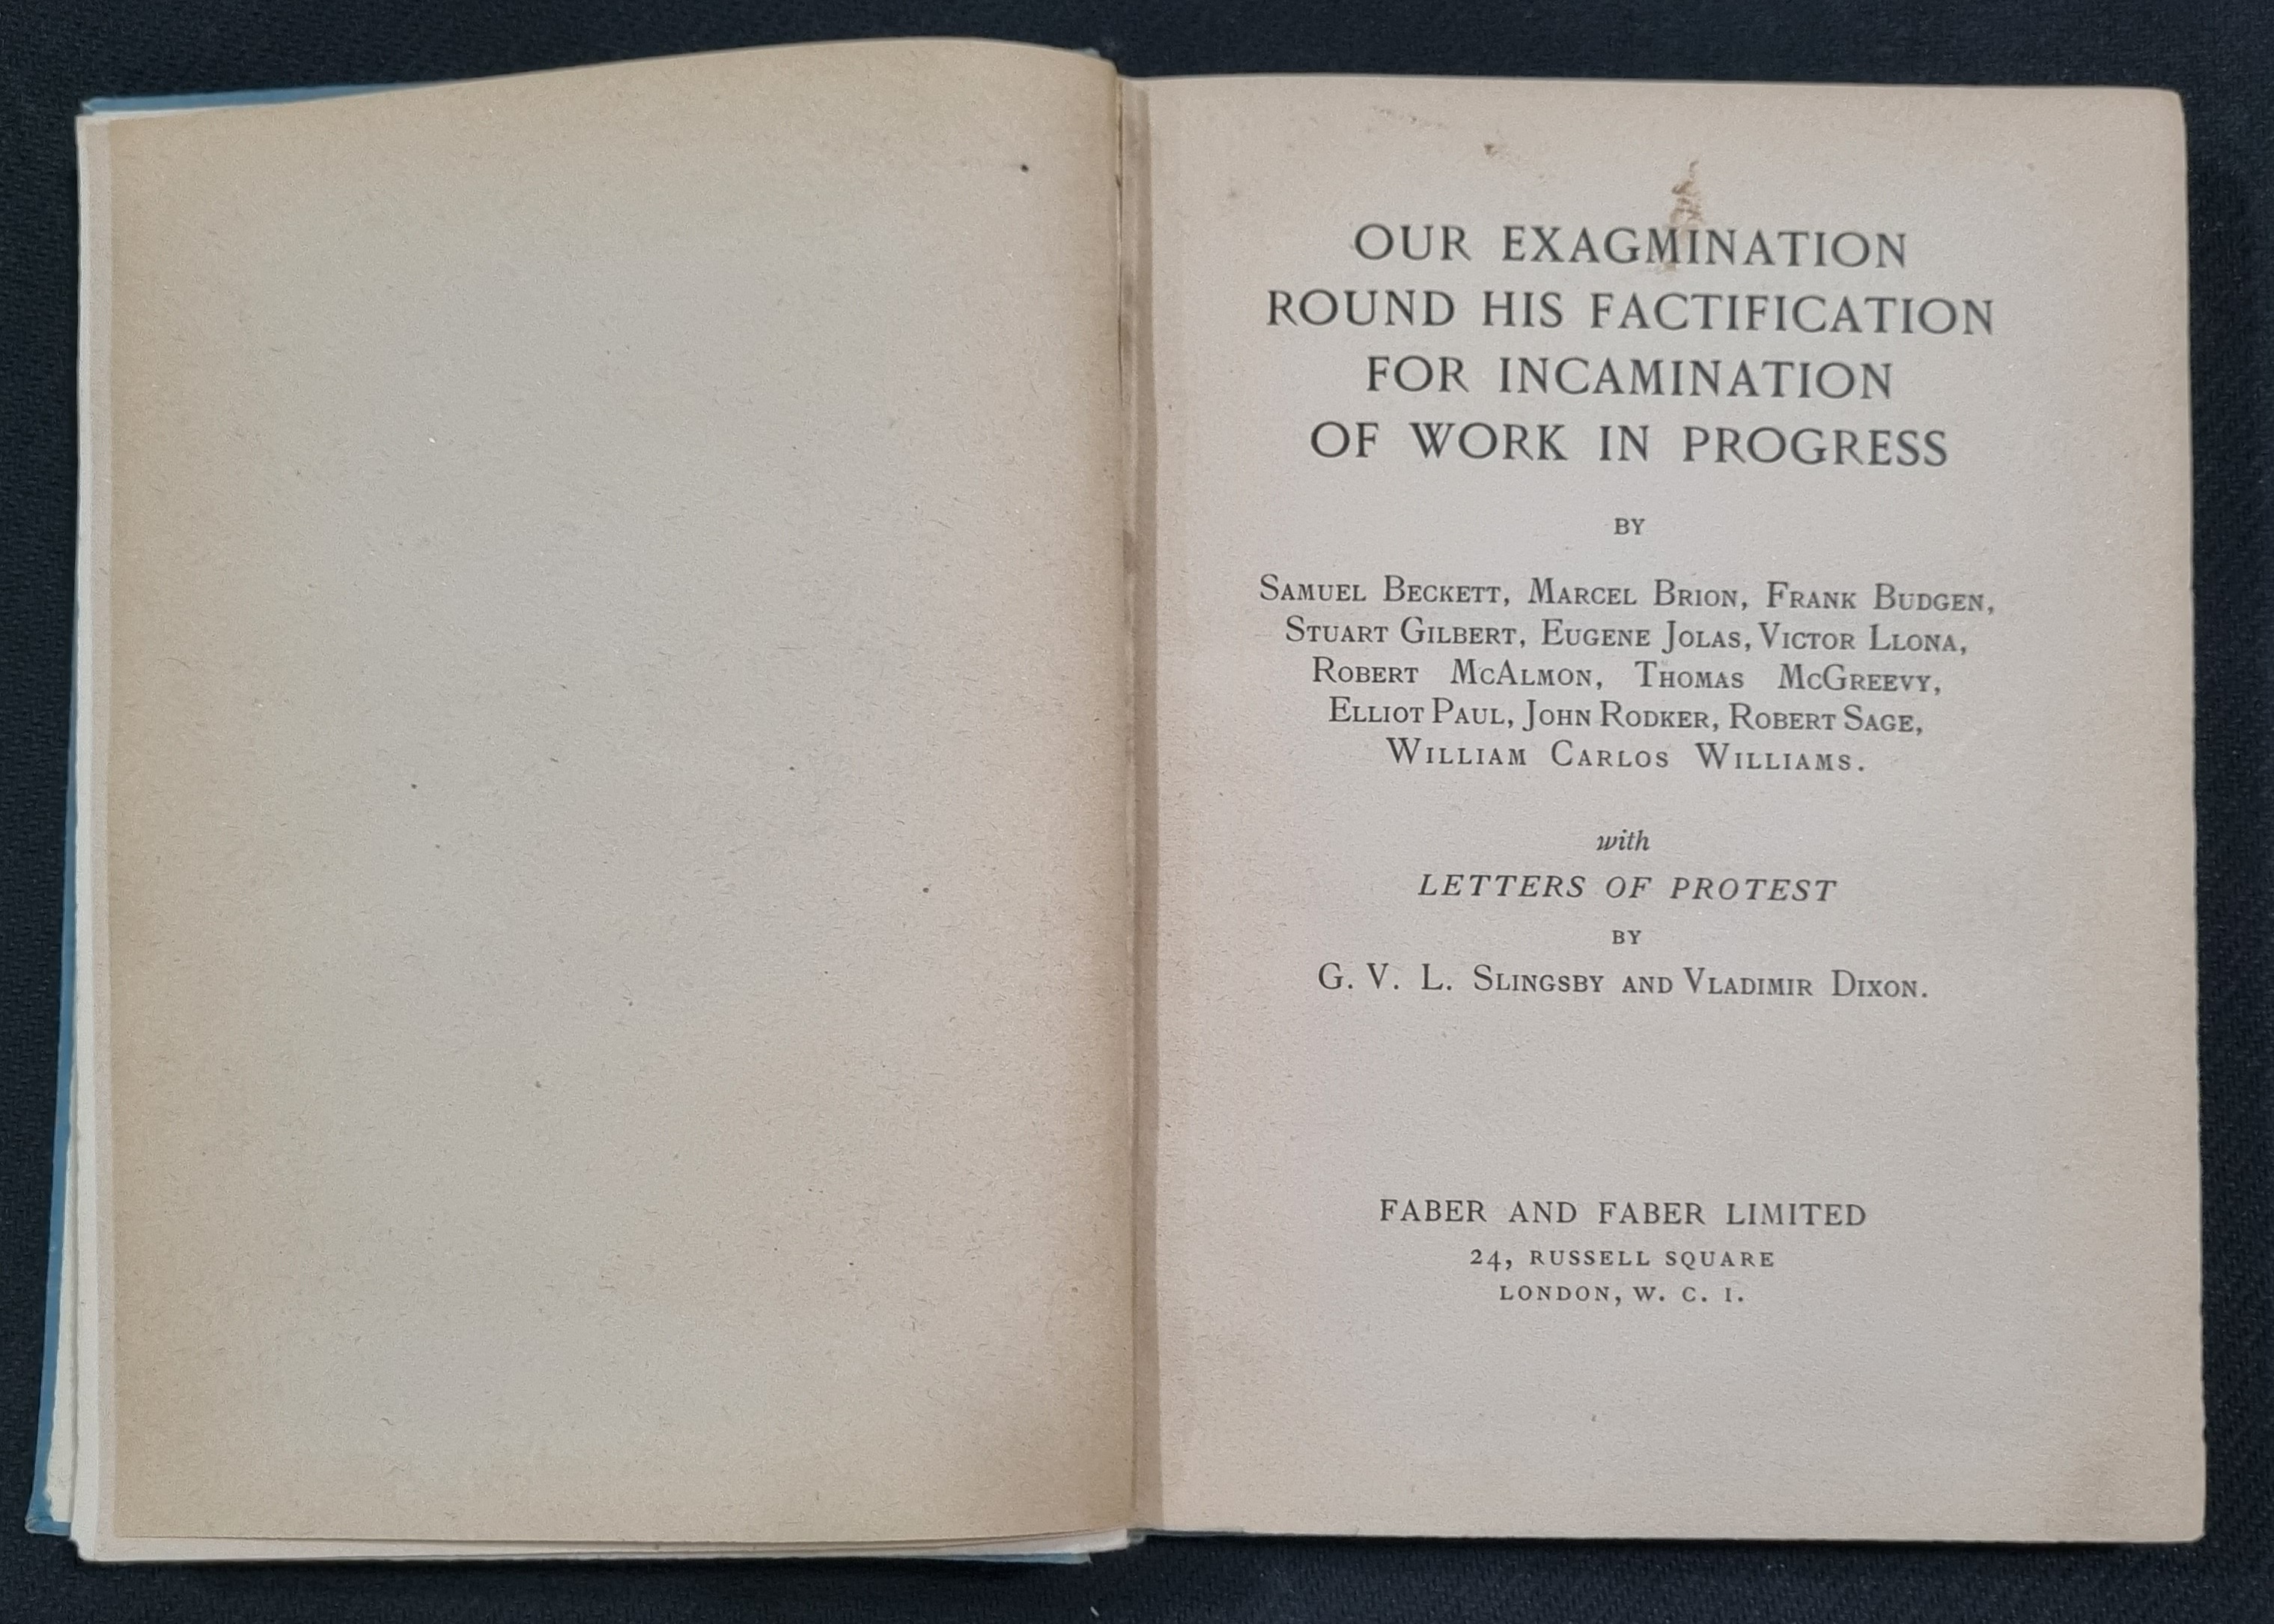 OUR EXAGMINATION
ROUND HIS FACTIFICATION
FOR INCAMINATION
OF WORK IN PROGRESS
BY
SAMUEL BECKETT, MARCEL BRION, FRANK BUDGEN,
STUART GILBERT, EUGENE JOLAS, VICTOR LLONA,
ROBERT MCALMON, THOMAS MCGREEVY,
ELLIOT PAUL, JOHN RODKER, ROBERT SAGE,
WILLIAM CARLOS WILLIAMS.
with
LETTERS OF PROTEST
BY
G. V. L. SLINGSBY AND VLADIMIR DIXON.
FABER AND FABER LIMITED
24, RUSSELL SQUARE
LONDON, W. C. I.